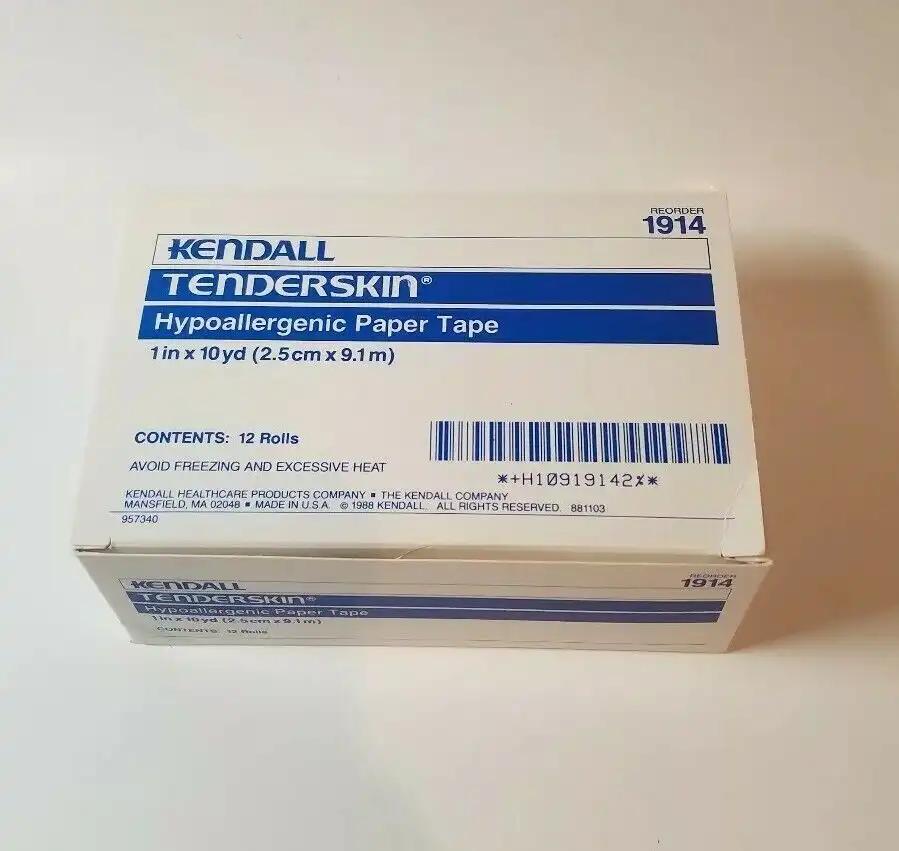 REORDER
1914
KENDALL
TENDERSKIN®
Hypoallergenic Paper Tape
1 in x 10 yd (2.5 cm x 9.1 m)
CONTENTS: 12 Rolls
*+H10919142%*
AVOID FREEZING AND EXCESSIVE HEAT
KENDALL HEALTHCARE PRODUCTS COMPANY ■ THE KENDALL COMPANY
MANSFIELD, MA 02048 ■ MADE IN U.S.A. © 1988 KENDALL. ALL RIGHTS RESERVED. 881103
957340
REORDER
1914
KENDALL
TENDERSKIN®
Hypoallergenic Paper Tape
1 in x 10 yd (2.5 cm x 9.1 m)
CONTENTS: 12 Rolls